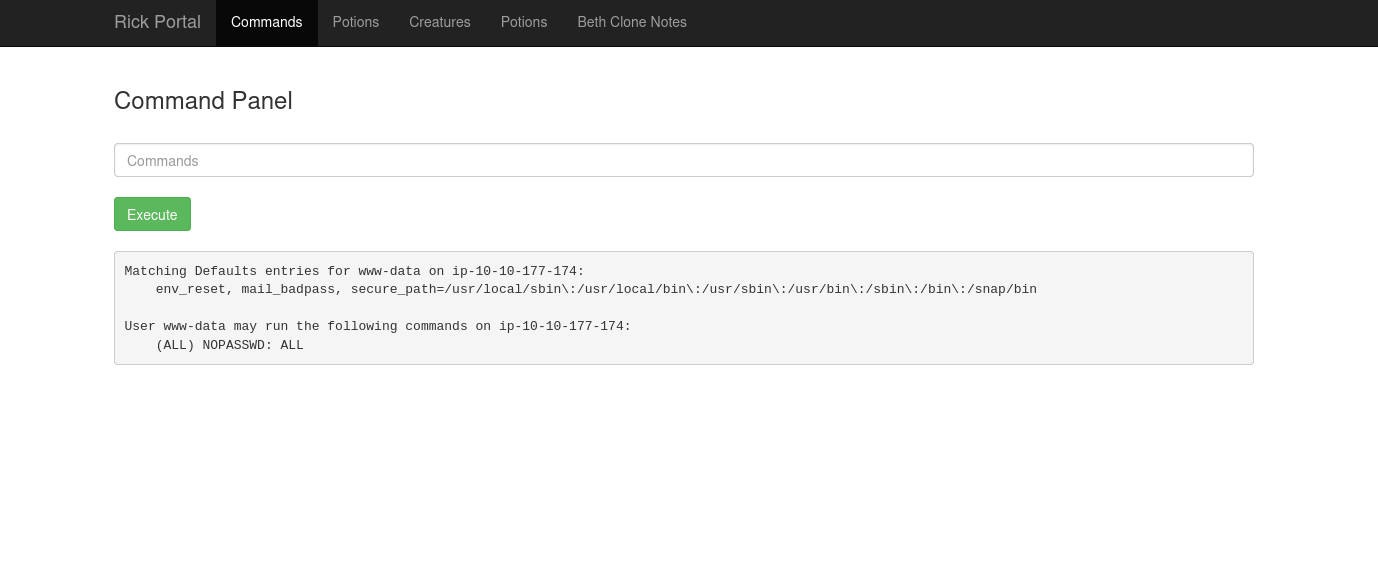 Rick Portal Commands Potions Creatures Potions Beth Clone Notes
Command Panel
Commands
Execute
Matching Defaults entries for www-data on ip-10-10-177-174:
    env_reset, mail_badpass, secure_path=/usr/local/sbin\:/usr/local/bin\:/usr/sbin\:/usr/bin\:/sbin\:/bin\:/snap/bin
User www-data may run the following commands on ip-10-10-177-174:
    (ALL) NOPASSWD: ALL